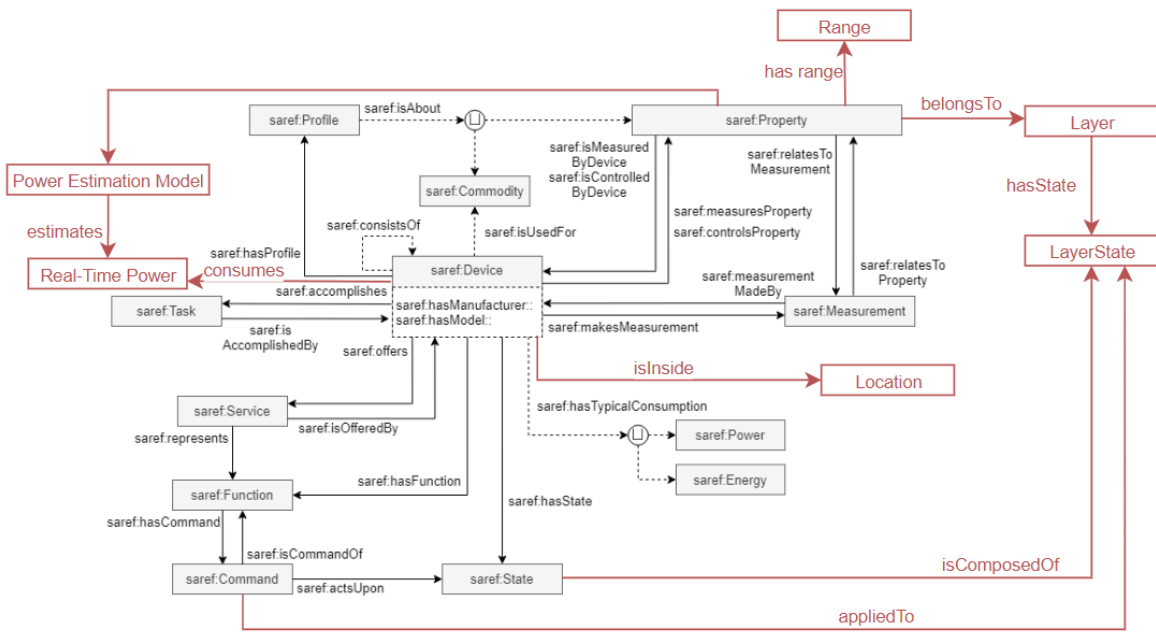 Range
has range
saref:isAbout
belongsTo
saref:Profile
saref:Property
Layer
saref:isMeasured
ByDevice
saref:isControlled
ByDevice
saref:relatesTo
Measurement
Power Estimation Model
saref:Commodity
hasState
saref:measuresProperty
saref:controlsProperty
saref:consistsOf
saref:isUsedFor
estimates
saref:hasProfile
LayerState
Real-Time Power
consumes
saref:Device
saref:measurement
MadeBy
saref:relatesTo
Property
saref:accomplishes
saref:hasManufacturer::
saref:hasModel::
saref:Task
saref:Measurement
saref:is
AccomplishedBy
saref:makesMeasurement
saref:offers
isInside
Location
saref:Service
saref:hasTypicalConsumption
saref:isOfferedBy
saref:represents
saref:Power
saref:hasFunction
saref:Energy
saref:Function
saref:hasState
saref:hasCommand
saref:isCommandOf
saref:Command
saref:actsUpon
saref:State
isComposedOf
appliedTo